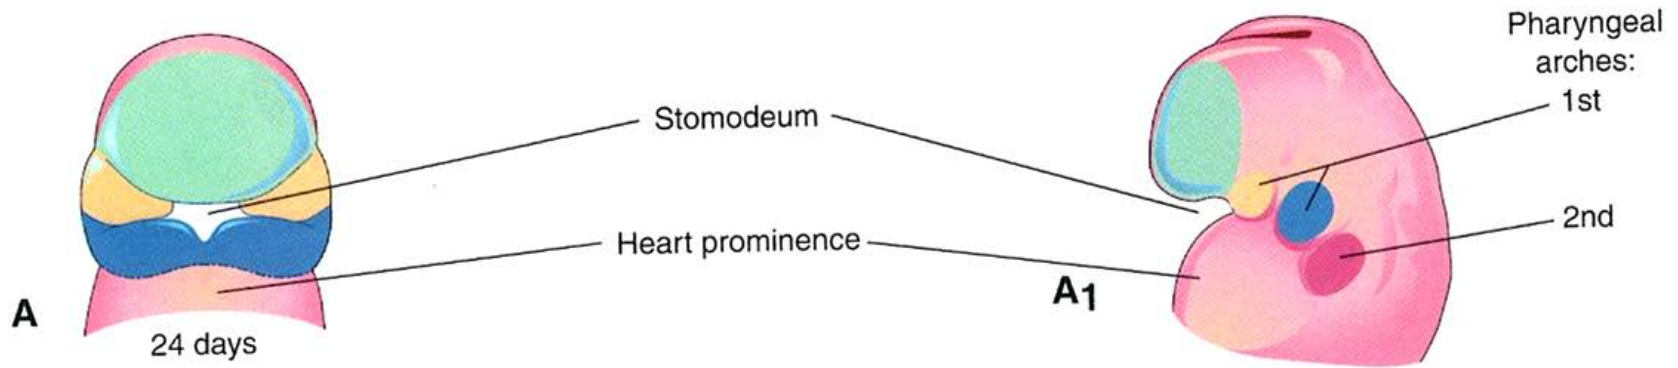 Pharyngeal
arches:
1st
Stomodeum
2nd
Heart prominence
A
A1
24 days